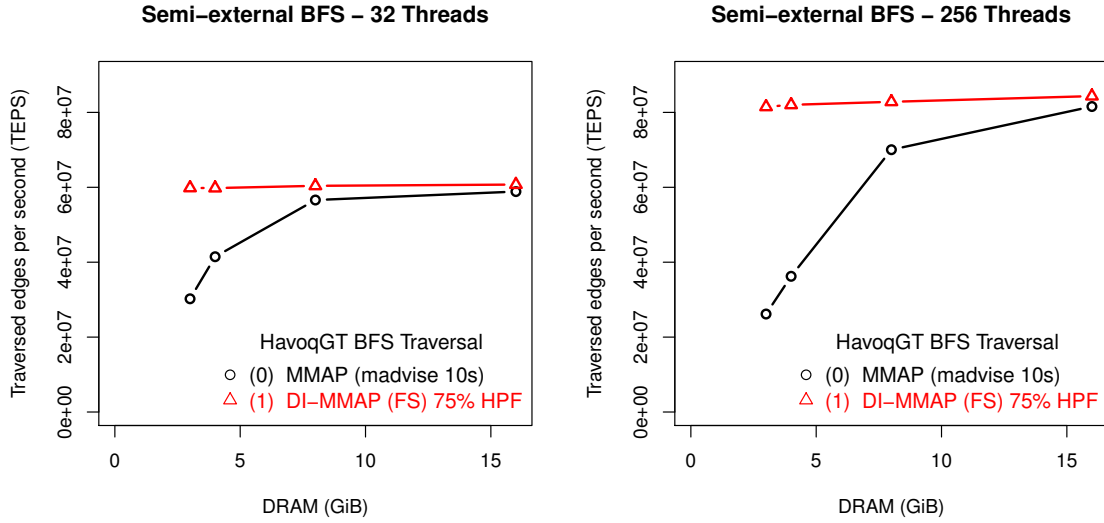 Semi-external BFS − 32 Threads
Traversed edges per second (TEPS)
8e+07
6e+07
4e+07
2e+07
0e+00
HavoqGT BFS Traversal
(0) MMAP (madvise 10s)
(1) DI−MMAP (FS) 75% HPF
0 5 10 15
DRAM (GiB)
Semi-external BFS − 256 Threads
Traversed edges per second (TEPS)
8e+07
6e+07
4e+07
2e+07
0e+00
HavoqGT BFS Traversal
(0) MMAP (madvise 10s)
(1) DI−MMAP (FS) 75% HPF
0 5 10 15
DRAM (GiB)